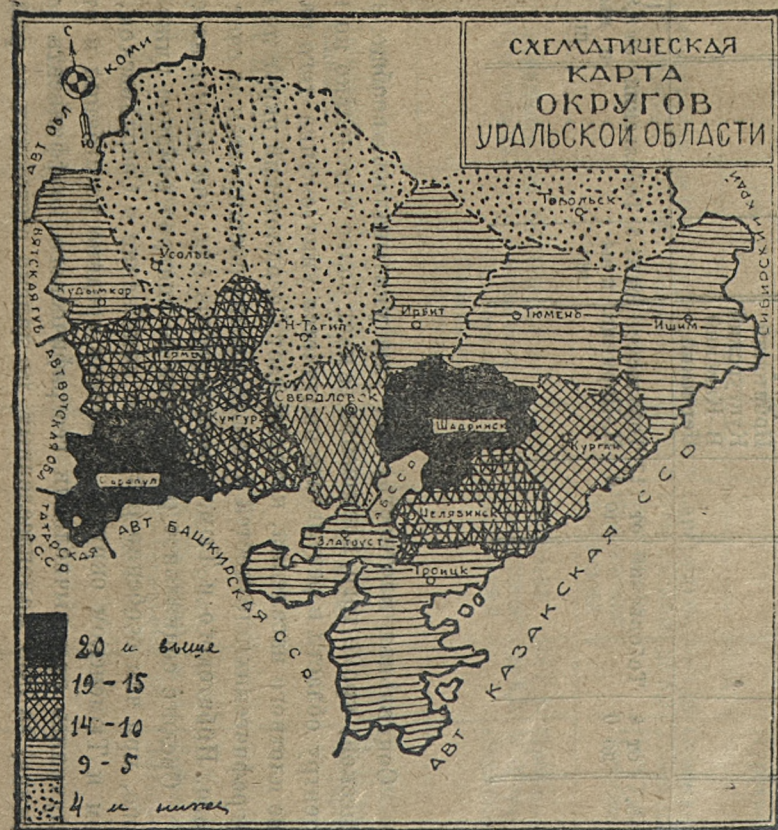 СХЕМАТИЧЕСКАЯ
КАРТА
ОКРУГОВ
УРАЛЬСКОЙ ОБЛАСТИ
С
АВТ ОБЛ КОМИ
ВЯТСКАЯ ГУБ
АВТ ВОТСКАЯ ОБЛ
ТАТАРСКАЯ
АССР
АВТ БАШКИРСКАЯ ССР
АВТ КАЗАКСКАЯ ССР
СИБИРСКИЙ КРАЙ
Тобольск
Усолье
Кудымкор
Н-Тагил
Ирбит
Тюмень
Ишим
Пермь
Кунгур
Свердловск
Шадринск
Курган
Сарапул
Челябинск
Златоуст
Троицк
20 и выше
19 - 15
14 - 10
9 - 5
4 и ниже